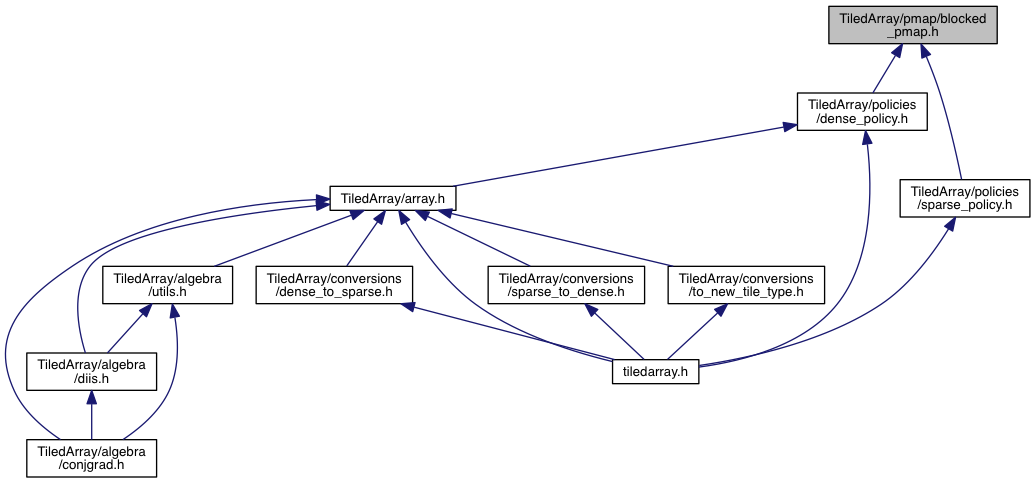 TiledArray/pmap/blocked
_pmap.h
TiledArray/policies
/dense_policy.h
TiledArray/array.h
TiledArray/policies
/sparse_policy.h
TiledArray/algebra
/utils.h
TiledArray/conversions
/dense_to_sparse.h
TiledArray/conversions
/sparse_to_dense.h
TiledArray/conversions
/to_new_tile_type.h
TiledArray/algebra
/diis.h
tiledarray.h
TiledArray/algebra
/conjgrad.h